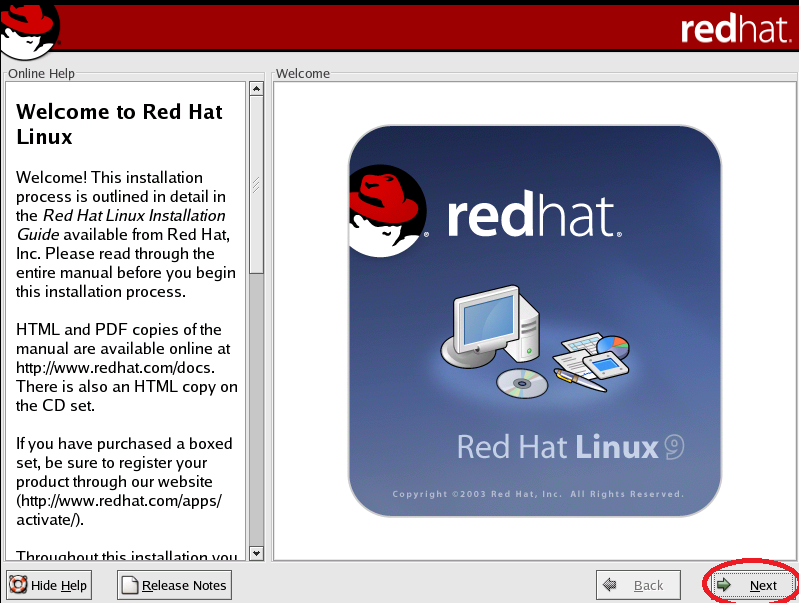 redhat.
Online Help
Welcome to Red Hat
Linux
Welcome! This installation
process is outlined in detail in
the Red Hat Linux Installation
Guide available from Red Hat,
Inc. Please read through the
entire manual before you begin
this installation process.
HTML and PDF copies of the
manual are available online at
http://www.redhat.com/docs.
There is also an HTML copy on
the CD set.
If you have purchased a boxed
set, be sure to register your
product through our website
(http://www.redhat.com/apps/
activate/).
Throughout this installation you
Welcome
redhat.
Red Hat Linux 9
Copyright ©2003 Red Hat, Inc. All Rights Reserved.
Hide Help
Release Notes
Back
Next